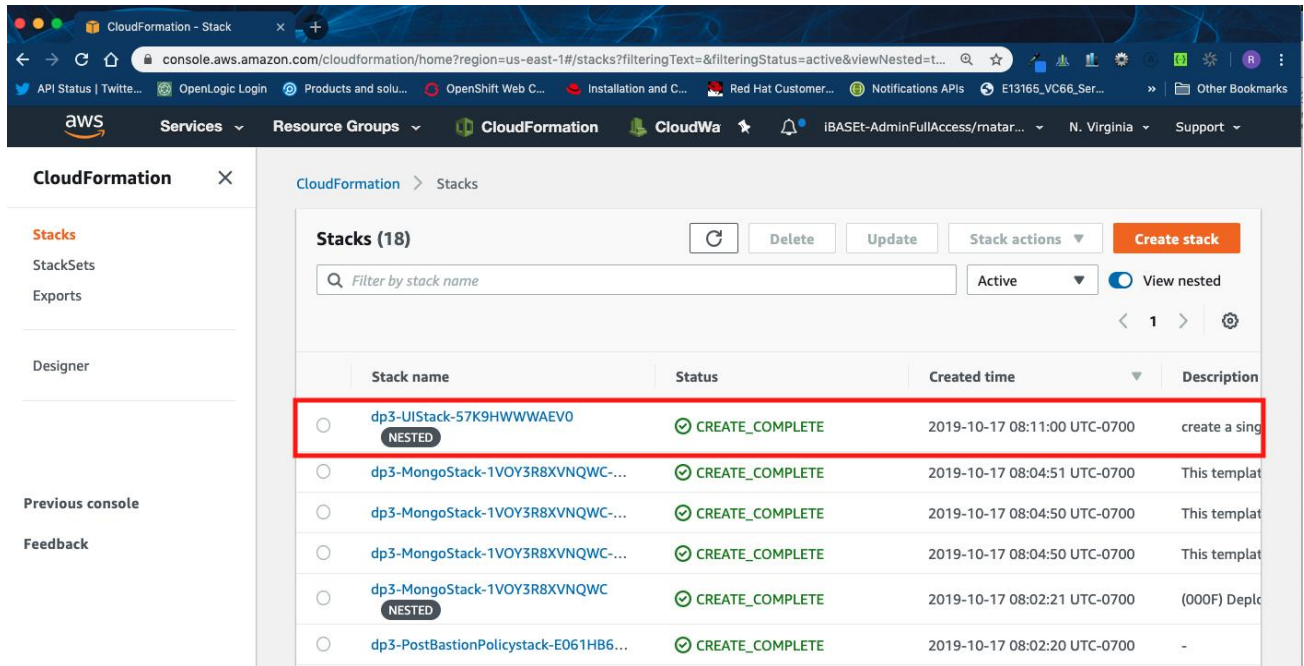 CloudFormation - Stack
console.aws.amazon.com/cloudformation/home?region=us-east-1#/stacks?filteringText=&filteringStatus=active&viewNested=t...
R
API Status | Twitte... OpenLogic Login Products and solu... OpenShift Web C... Installation and C... Red Hat Customer... Notifications APIs E13165_VC66_Ser... » Other Bookmarks
aws Services Resource Groups CloudFormation CloudWa iBASEt-AdminFullAccess/rnatar... N. Virginia Support
CloudFormation
CloudFormation > Stacks
Stacks
StackSets
Exports
Designer
Previous console
Feedback
Stacks (18) Delete Update Stack actions Create stack
Filter by stack name Active View nested
< 1 >
Stack name Status Created time Description
dp3-UIStack-57K9HWWWAEV0
NESTED
CREATE_COMPLETE 2019-10-17 08:11:00 UTC-0700 create a sing
dp3-MongoStack-1VOY3R8XVNQWC-... CREATE_COMPLETE 2019-10-17 08:04:51 UTC-0700 This templat
dp3-MongoStack-1VOY3R8XVNQWC-... CREATE_COMPLETE 2019-10-17 08:04:50 UTC-0700 This templat
dp3-MongoStack-1VOY3R8XVNQWC-... CREATE_COMPLETE 2019-10-17 08:04:50 UTC-0700 This templat
dp3-MongoStack-1VOY3R8XVNQWC
NESTED
CREATE_COMPLETE 2019-10-17 08:02:21 UTC-0700 (000F) Deplo
dp3-PostBastionPolicystack-E061HB6... CREATE_COMPLETE 2019-10-17 08:02:20 UTC-0700 -